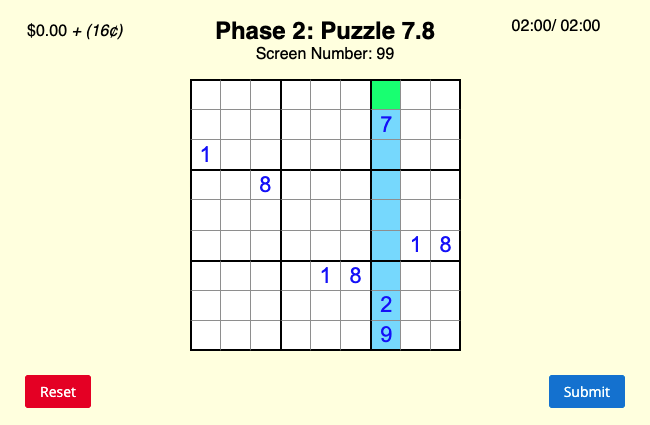 $0.00 + (16¢)
Phase 2: Puzzle 7.8
02:00/ 02:00
Screen Number: 99
7
1
8
1 8
1 8
2
9
Reset
Submit